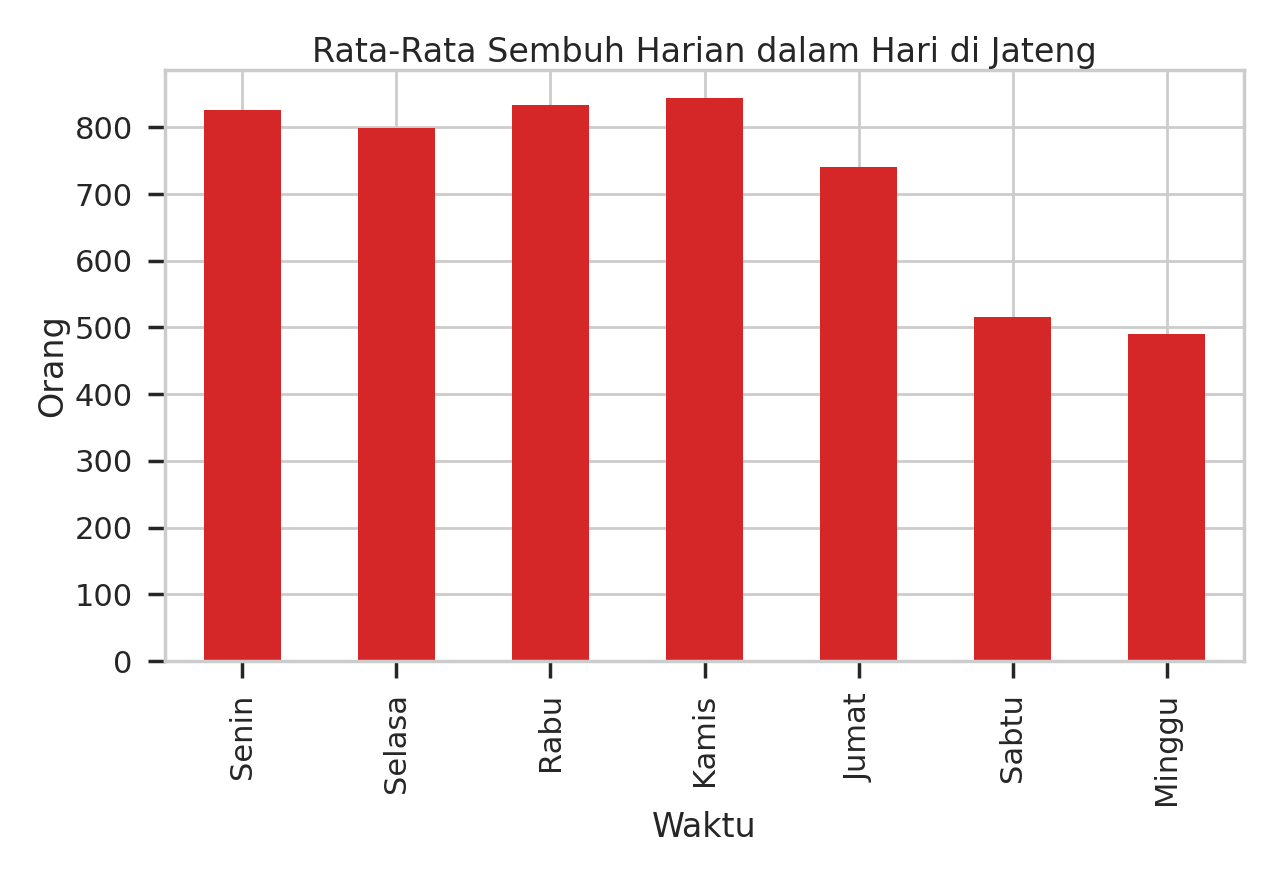 Rata-Rata Sembuh Harian dalam Hari di Jateng
Orang
800
700
600
500
400
300
200
100
0
Senin
Selasa
Rabu
Kamis
Jumat
Sabtu
Minggu
Waktu